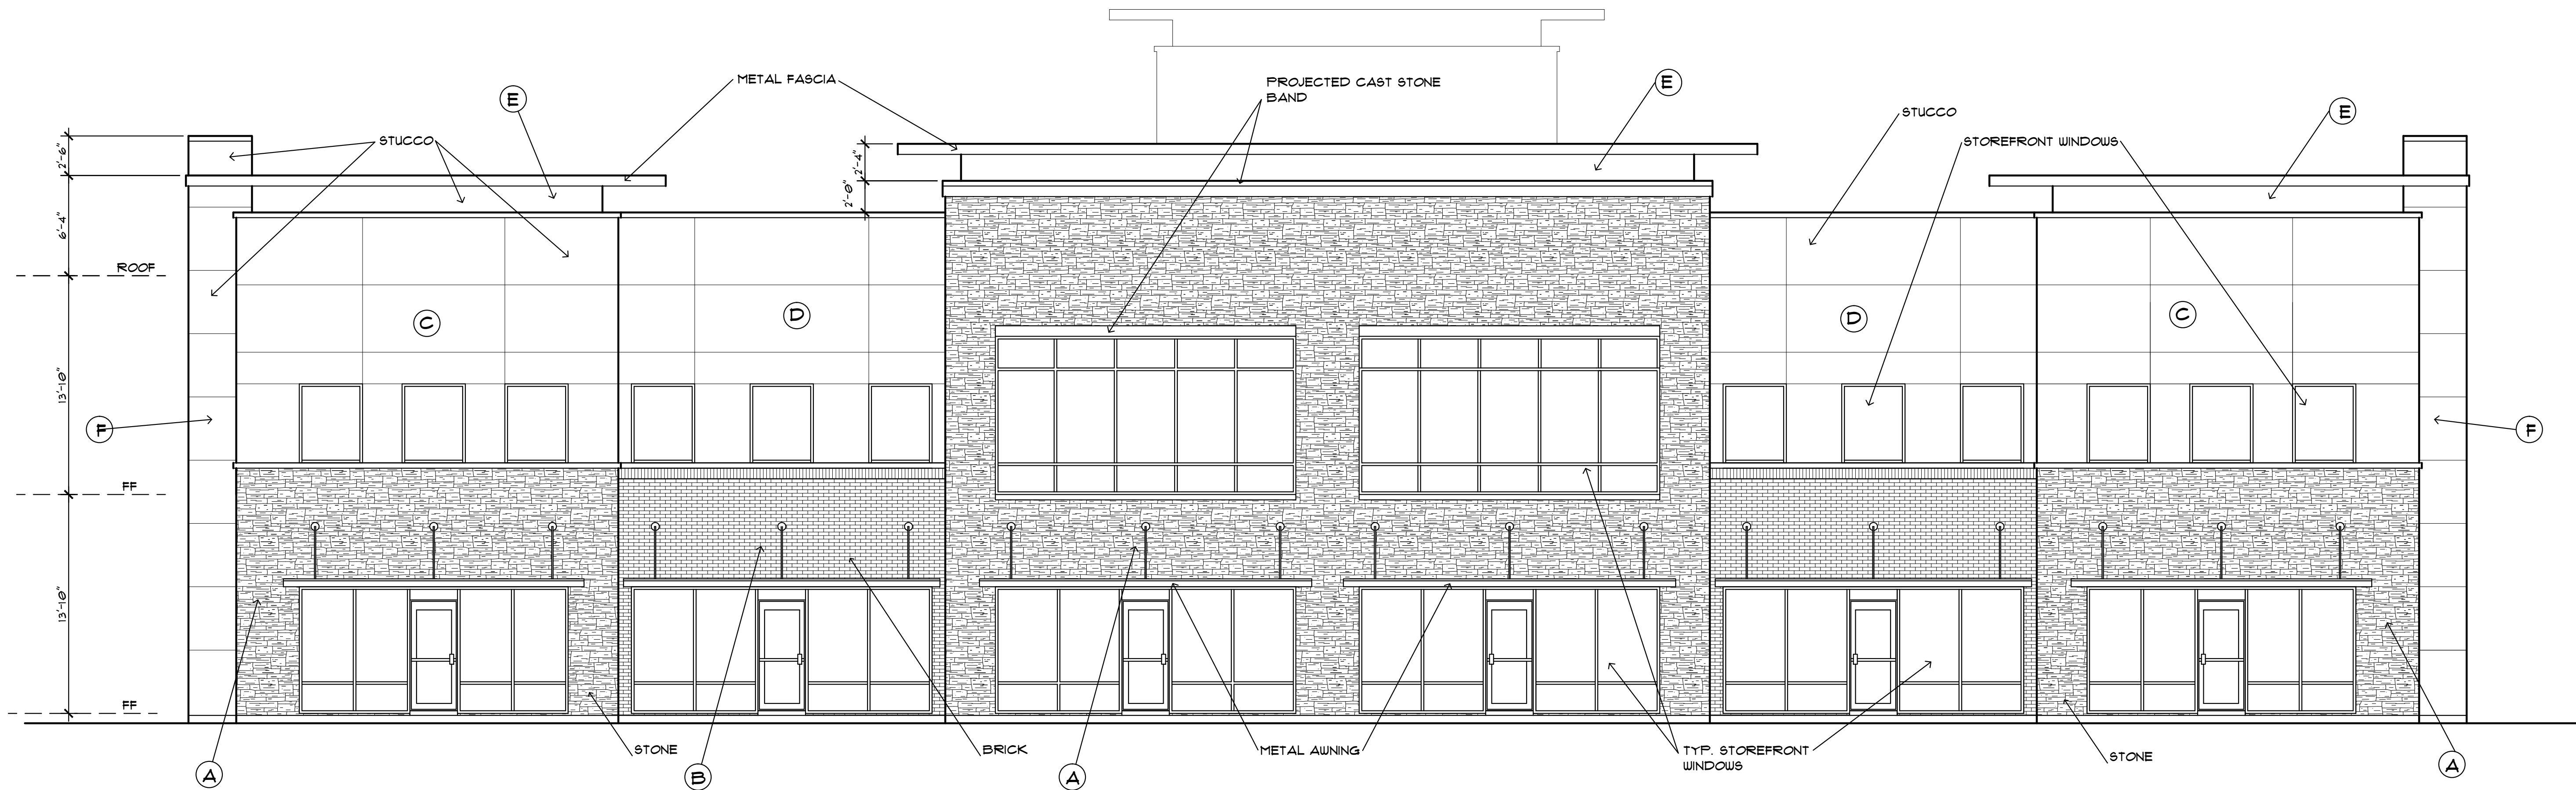 METAL FASCIA
PROJECTED CAST STONE
BAND
E
E
E
STUCCO
STUCCO
STOREFRONT WINDOWS
2'-6"
2'-4"
2'-0"
6'-4"
ROOF
C
D
D
C
13'-10"
F
F
FF
13'-10"
FF
STONE
BRICK
METAL AWNING
TYP. STOREFRONT
WINDOWS
STONE
A
B
A
A